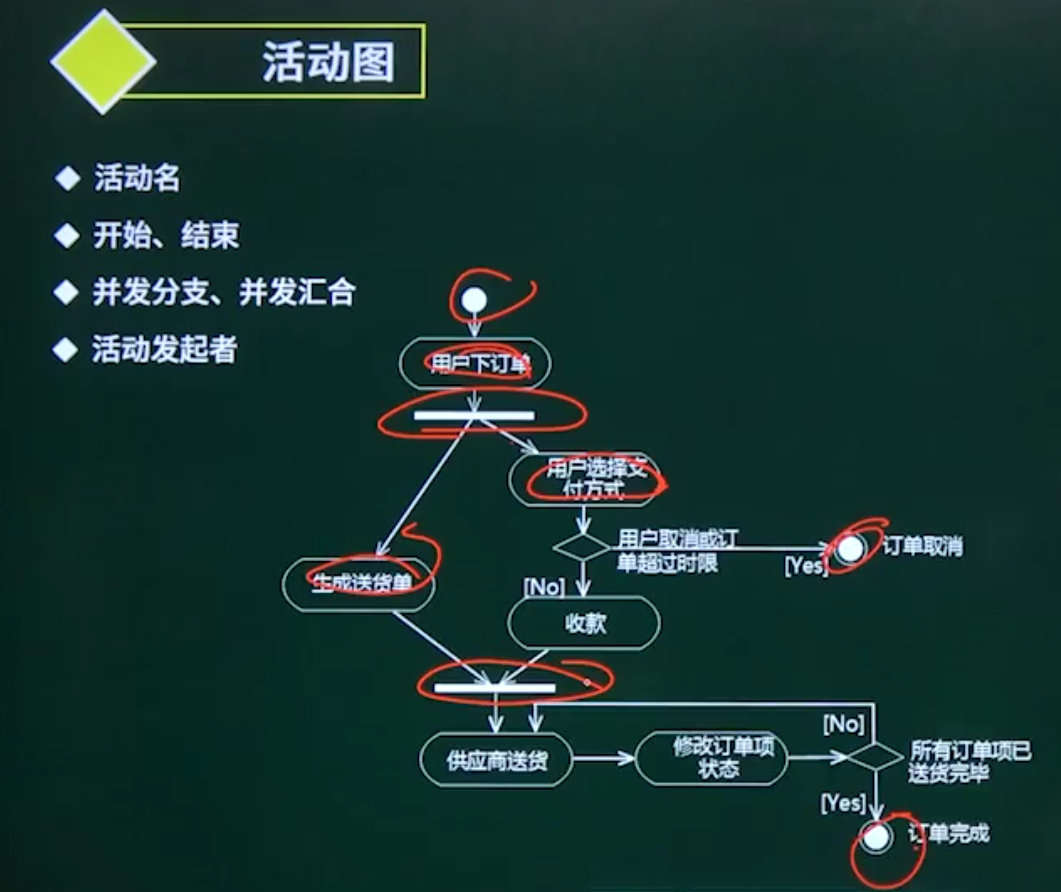 活动图
活动名
开始、结束
并发分支、并发汇合
活动发起者
用户下订单
用户选择支
付方式
用户取消或订
单超过时限
[Yes]
订单取消
生成送货单
[No]
收款
[No]
供应商送货
修改订单项
状态
所有订单项已
送货完毕
[Yes]
订单完成